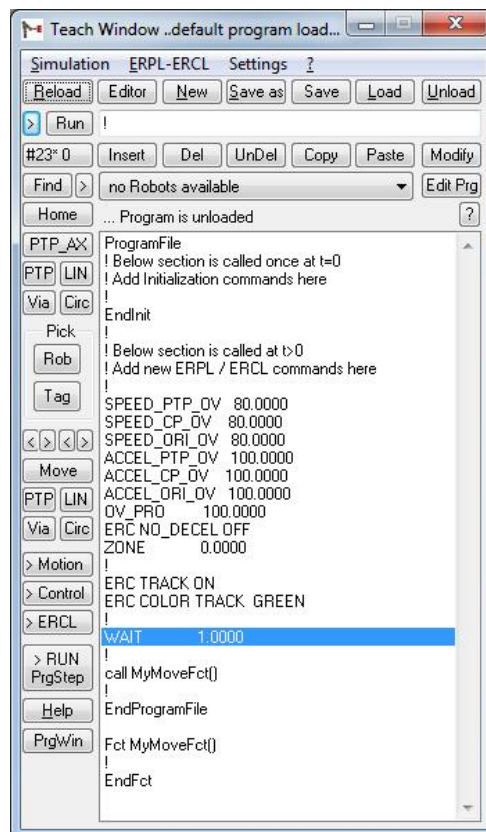 Teach Window ..default program load...
Simulation ERPL-ERCL Settings ?
Reload Editor New Save as Save Load Unload
> Run !
#23* 0 Insert Del UnDel Copy Paste Modify
Find > no Robots available Edit Prg
Home ... Program is unloaded ?
PTP_AX
PTP LIN
Via Circ
Pick
Rob
Tag
< > < >
Move
PTP LIN
Via Circ
> Motion
> Control
> ERCL
> RUN
PrgStep
Help
PrgWin
ProgramFile
! Below section is called once at t=0
! Add Initialization commands here
!
EndInit
!
! Below section is called at t>0
! Add new ERPL / ERCL commands here
!
SPEED_PTP_OV 80.0000
SPEED_CP_OV 80.0000
SPEED_ORI_OV 80.0000
ACCEL_PTP_OV 100.0000
ACCEL_CP_OV 100.0000
ACCEL_ORI_OV 100.0000
OV_PRO 100.0000
ERC NO_DECEL OFF
ZONE 0.0000
!
ERC TRACK ON
ERC COLOR TRACK GREEN
!
WAIT 1.0000
!
call MyMoveFct()
!
EndProgramFile
Fct MyMoveFct()
!
EndFct